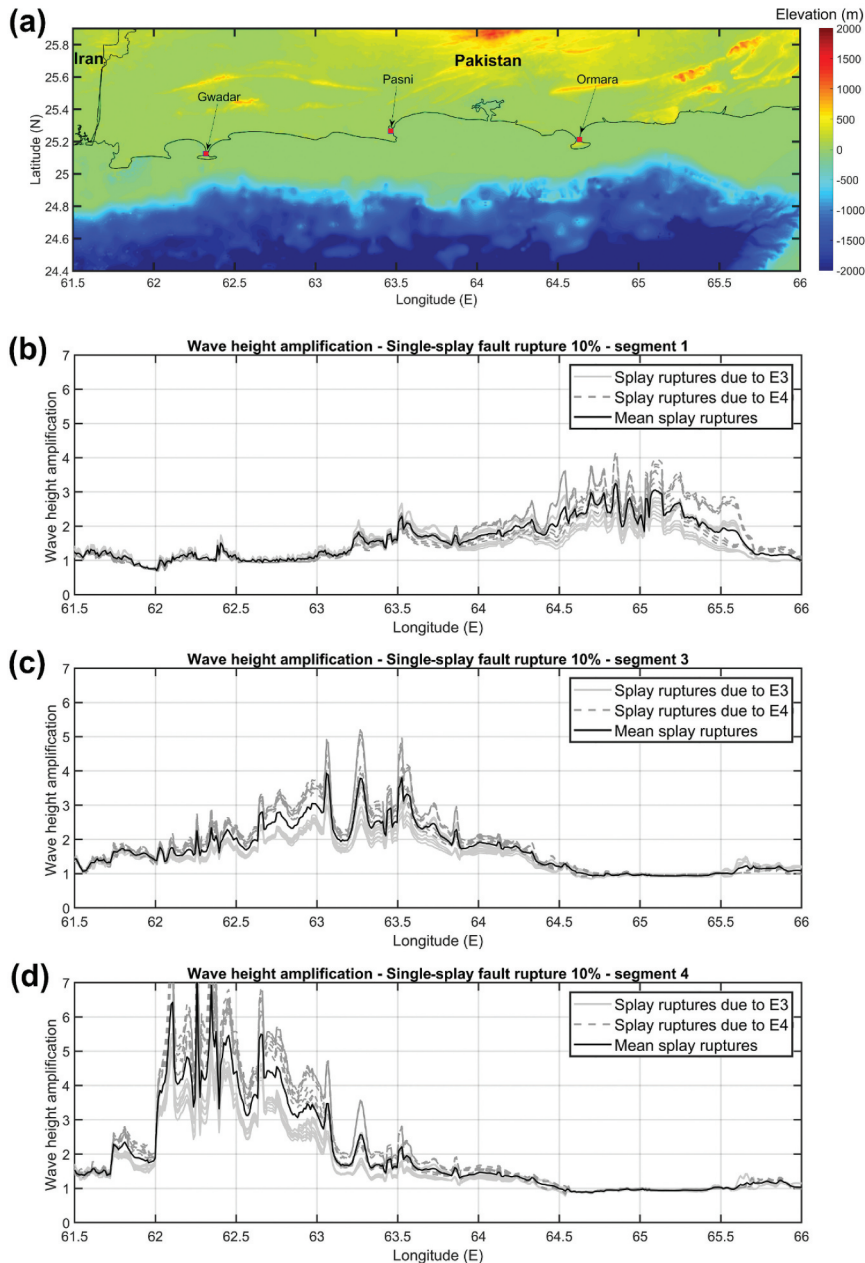 (a)
Elevation (m)
25.8
25.6
25.4
25.2
25
24.8
24.6
24.4
Latitude (N)
Iran
Pakistan
Gwadar
Pasni
Ormara
2000
1500
1000
500
0
-500
-1000
-1500
-2000
61.5 62 62.5 63 63.5 64 64.5 65 65.5 66
Longitude (E)
(b)
Wave height amplification - Single-splay fault rupture 10% - segment 1
Wave height amplification
7
6
5
4
3
2
1
0
Splay ruptures due to E3
Splay ruptures due to E4
Mean splay ruptures
61.5 62 62.5 63 63.5 64 64.5 65 65.5 66
Longitude (E)
(c)
Wave height amplification - Single-splay fault rupture 10% - segment 3
Wave height amplification
7
6
5
4
3
2
1
0
Splay ruptures due to E3
Splay ruptures due to E4
Mean splay ruptures
61.5 62 62.5 63 63.5 64 64.5 65 65.5 66
Longitude (E)
(d)
Wave height amplification - Single-splay fault rupture 10% - segment 4
Wave height amplification
7
6
5
4
3
2
1
0
Splay ruptures due to E3
Splay ruptures due to E4
Mean splay ruptures
61.5 62 62.5 63 63.5 64 64.5 65 65.5 66
Longitude (E)